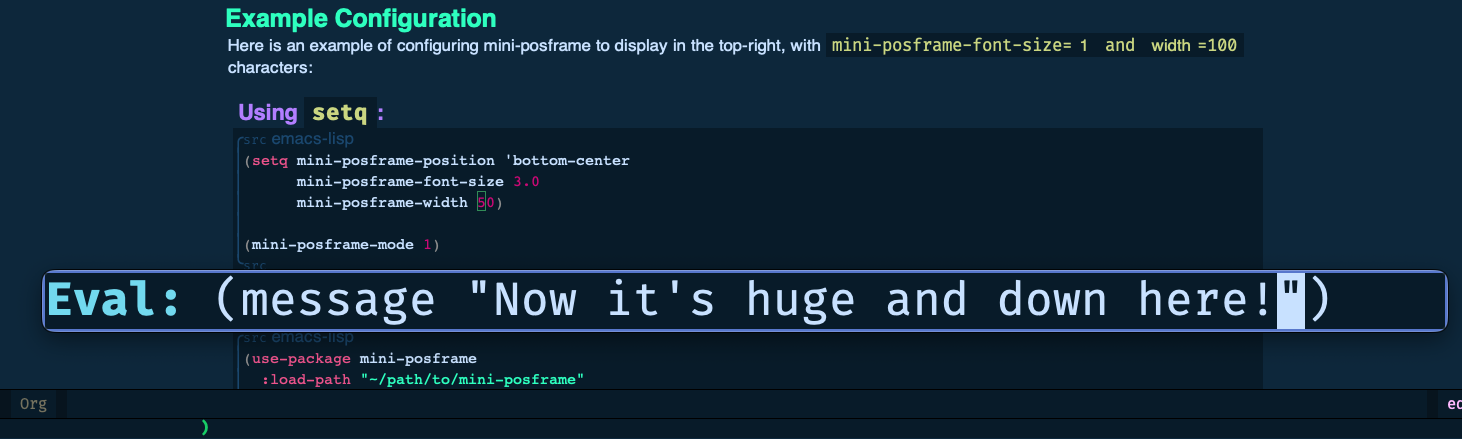 Example Configuration
Here is an example of configuring mini-posframe to display in the top-right, with mini-posframe-font-size= 1 and width =100
characters:
Using setq :
src emacs-lisp
(setq mini-posframe-position 'bottom-center
mini-posframe-font-size 3.0
mini-posframe-width 50)
(mini-posframe-mode 1)
src
Eval: (message "Now it's huge and down here!")
src emacs-lisp
(use-package mini-posframe
:load-path "~/path/to/mini-posframe"
Org
)